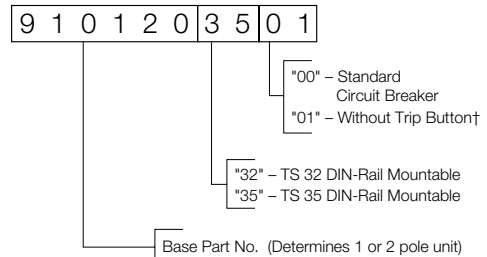 9 1 0 1 2 0 3 5 0 1
"00" – Standard
Circuit Breaker
"01" – Without Trip Button†
"32" – TS 32 DIN-Rail Mountable
"35" – TS 35 DIN-Rail Mountable
Base Part No. (Determines 1 or 2 pole unit)